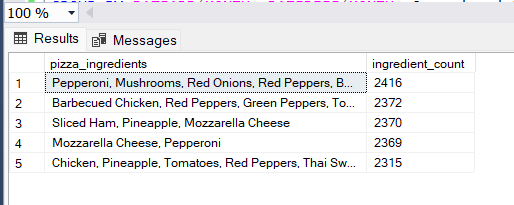 100 %
Results Messages
pizza_ingredients ingredient_count
1 Pepperoni, Mushrooms, Red Onions, Red Peppers, B... 2416
2 Barbecued Chicken, Red Peppers, Green Peppers, To... 2372
3 Sliced Ham, Pineapple, Mozzarella Cheese 2370
4 Mozzarella Cheese, Pepperoni 2369
5 Chicken, Pineapple, Tomatoes, Red Peppers, Thai Sw... 2315